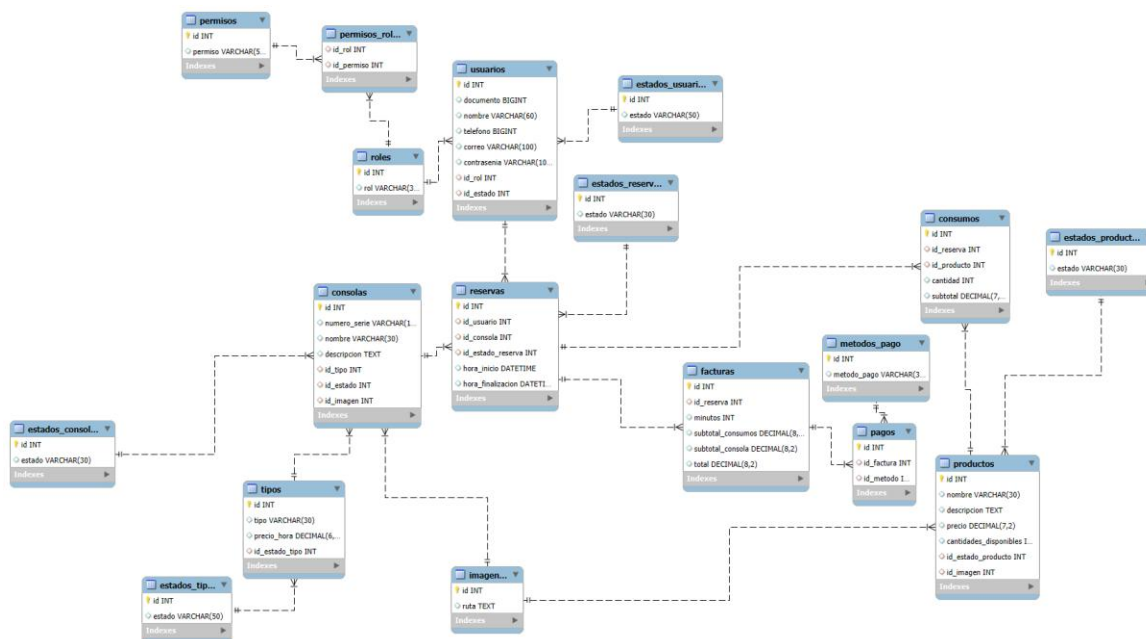 permisos
id INT
permiso VARCHAR(5...
Indexes
permisos_rol...
id_rol INT
id_permiso INT
Indexes
usuarios
id INT
documento BIGINT
nombre VARCHAR(60)
telefono BIGINT
correo VARCHAR(100)
contrasenia VARCHAR(10...
id_rol INT
id_estado INT
Indexes
estados_usuari...
id INT
estado VARCHAR(50)
Indexes
roles
id INT
rol VARCHAR(3...
Indexes
estados_reserv...
id INT
estado VARCHAR(30)
Indexes
consumos
id INT
id_reserva INT
id_producto INT
cantidad INT
subtotal DECIMAL(7,...
Indexes
estados_product...
id INT
estado VARCHAR(30)
Indexes
consolas
id INT
numero_serie VARCHAR(1...
nombre VARCHAR(30)
descripcion TEXT
id_tipo INT
id_estado INT
id_imagen INT
Indexes
reservas
id INT
id_usuario INT
id_consola INT
id_estado_reserva INT
hora_inicio DATETIME
hora_finalizacion DATETI...
Indexes
metodos_pago
id INT
metodo_pago VARCHAR(3...
Indexes
facturas
id INT
id_reserva INT
minutos INT
subtotal_consumos DECIMAL(8,...
subtotal_consola DECIMAL(8,2)
total DECIMAL(8,2)
Indexes
estados_consol...
id INT
estado VARCHAR(30)
Indexes
pagos
id INT
id_factura INT
id_metodo I...
Indexes
productos
id INT
nombre VARCHAR(30)
descripcion TEXT
precio DECIMAL(7,2)
cantidades_disponibles I...
id_estado_producto INT
id_imagen INT
Indexes
tipos
id INT
tipo VARCHAR(30)
precio_hora DECIMAL(6,...
id_estado_tipo INT
Indexes
imagen...
id INT
ruta TEXT
Indexes
estados_tip...
id INT
estado VARCHAR(50)
Indexes